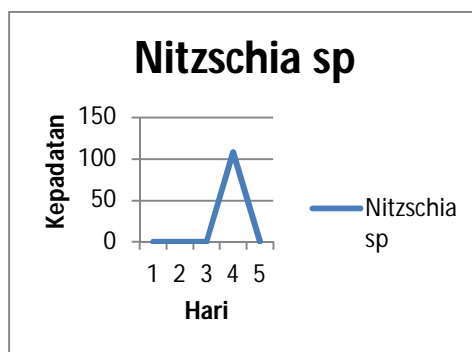 Nitzschia sp
Kepadatan
150
100
50
0
1 2 3 4 5
Hari
Nitzschia
sp